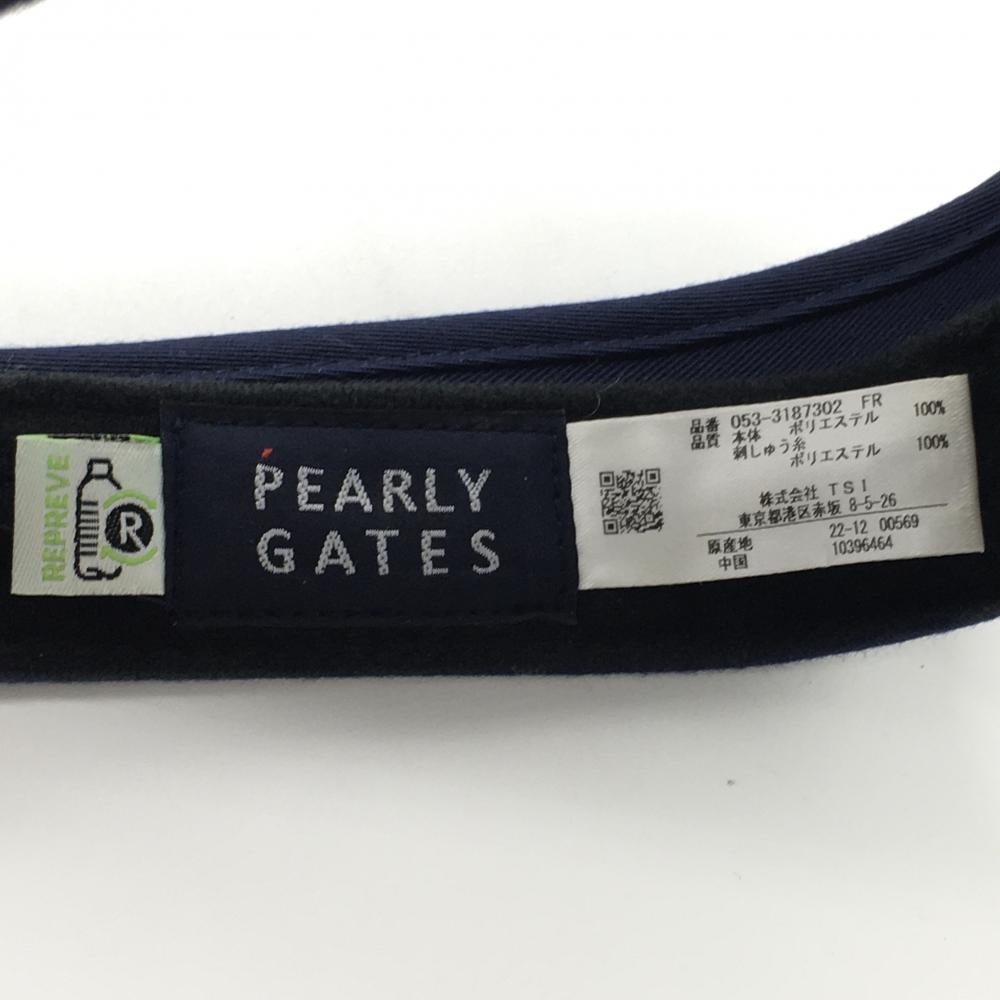 REPREVE
R
PEARLY
GATES
品番 053-3187302 FR
品質 本体 ポリエステル 100%
刺しゅう糸
ポリエステル 100%
株式会社 TSI
東京都港区赤坂 8-5-26
22-12 00569
原産地 10396464
中国